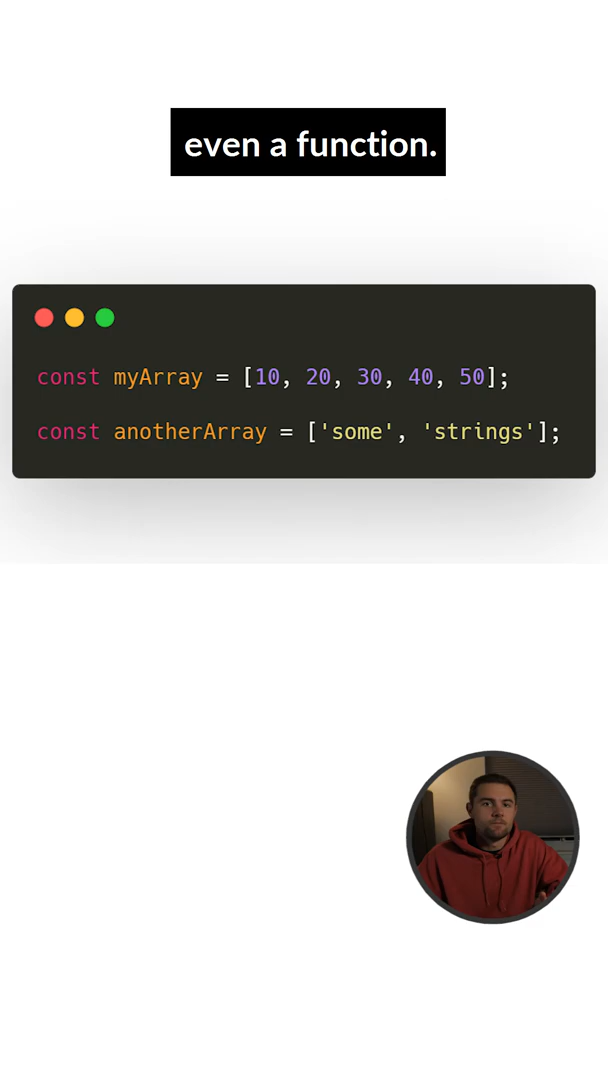 even a function.
const myArray = [10, 20, 30, 40, 50];
const anotherArray = ['some', 'strings'];